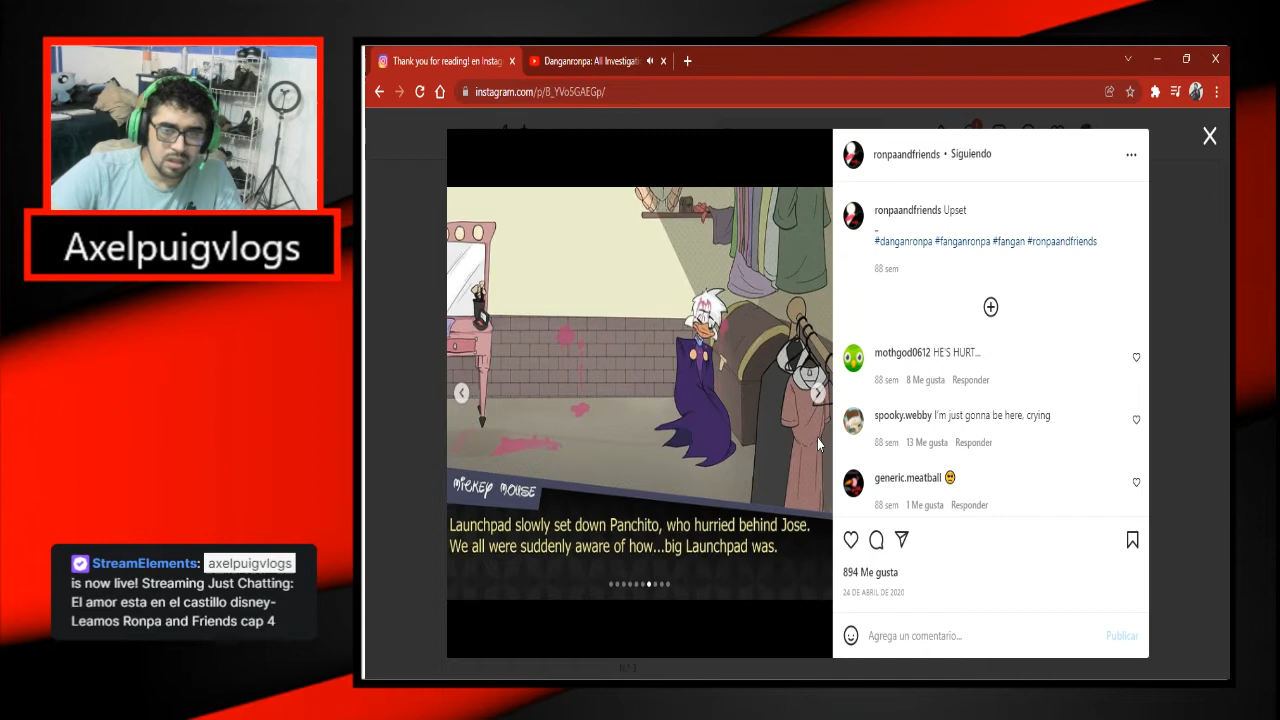 Thank you for reading! en Instag
Danganronpa: All Investigati
instagram.com/p/B_YVo5GAEGp/
Axelpuigvlogs
StreamElements: axelpuigvlogs
is now live! Streaming Just Chatting:
El amor esta en el castillo disney-
Leamos Ronpa and Friends cap 4
MICKEY MOUSE
Launchpad slowly set down Panchito, who hurried behind Jose.
We all were suddenly aware of how...big Launchpad was.
ronpaandfriends • Siguiendo
ronpaandfriends Upset
_
#danganronpa #fanganronpa #fangan #ronpaandfriends
88 sem
mothgod0612 HE'S HURT...
88 sem 8 Me gusta Responder
spooky.webby I'm just gonna be here, crying
88 sem 13 Me gusta Responder
generic.meatball
88 sem 1 Me gusta Responder
894 Me gusta
24 DE ABRIL DE 2020
Agrega un comentario...
Publicar